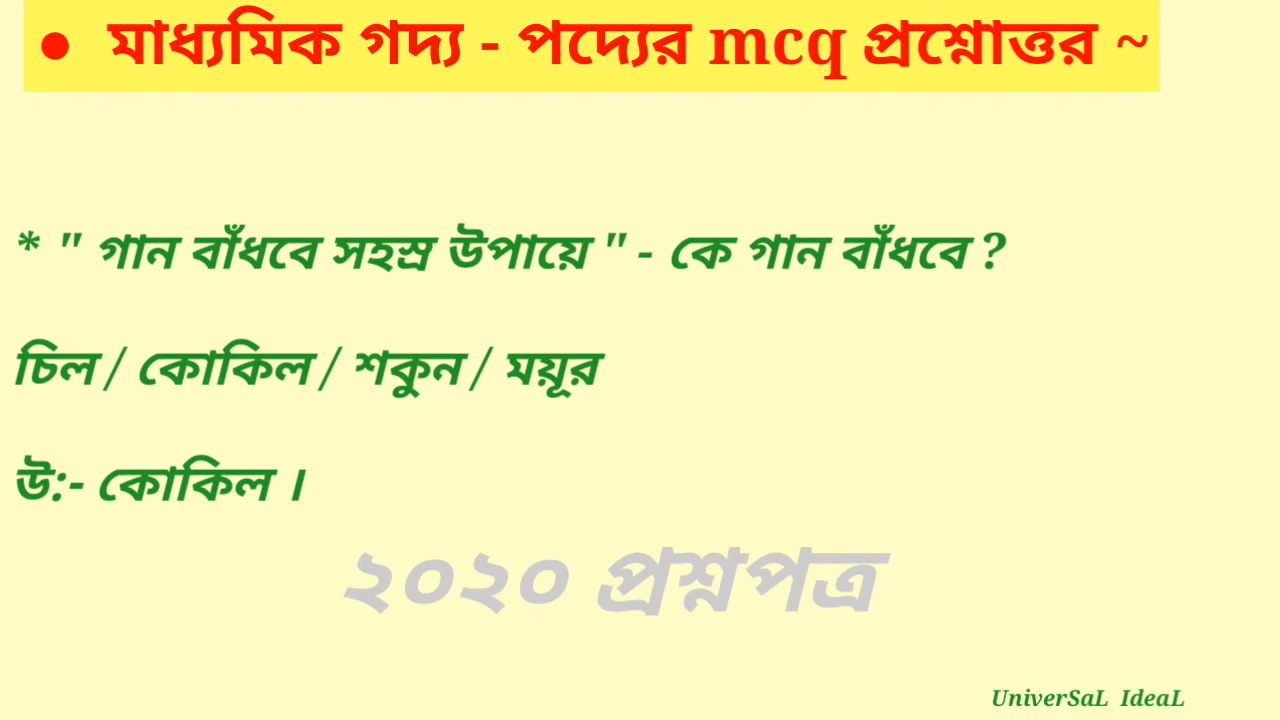 ● মাধ্যমিক গদ্য - পদ্যের mcq প্রশ্নোত্তর ~
* " গান বাঁধবে সহস্র উপায়ে " - কে গান বাঁধবে ?
চিল / কোকিল / শকুন / ময়ূর
উ:- কোকিল ।
২০২০ প্রশ্নপত্র
UniverSaL IdeaL